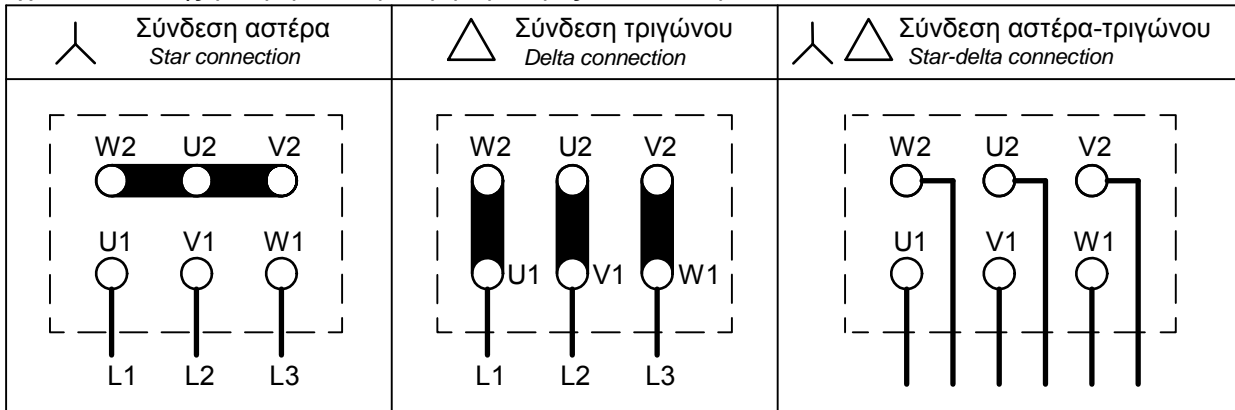 Σύνδεση αστέρα
Star connection
Σύνδεση τριγώνου
Delta connection
Σύνδεση αστέρα-τριγώνου
Star-delta connection
W2 U2 V2
U1 V1 W1
L1 L2 L3
W2 U2 V2
U1 V1 W1
L1 L2 L3
W2 U2 V2
U1 V1 W1